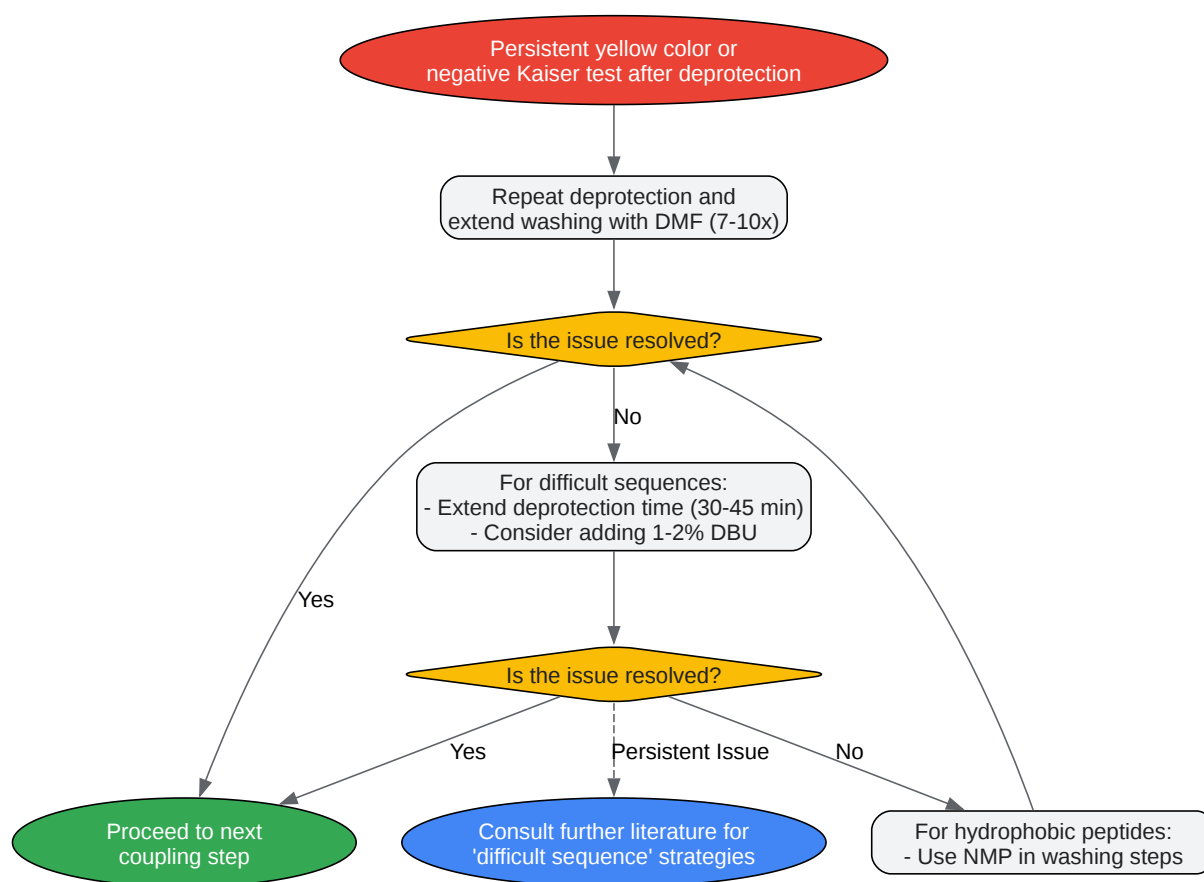 Persistent yellow color or
negative Kaiser test after deprotection
Repeat deprotection and
extend washing with DMF (7-10x)
Is the issue resolved?
No
For difficult sequences:
- Extend deprotection time (30-45 min)
- Consider adding 1-2% DBU
Yes
Is the issue resolved?
Yes
Persistent Issue
No
Proceed to next
coupling step
Consult further literature for
'difficult sequence' strategies
For hydrophobic peptides:
- Use NMP in washing steps